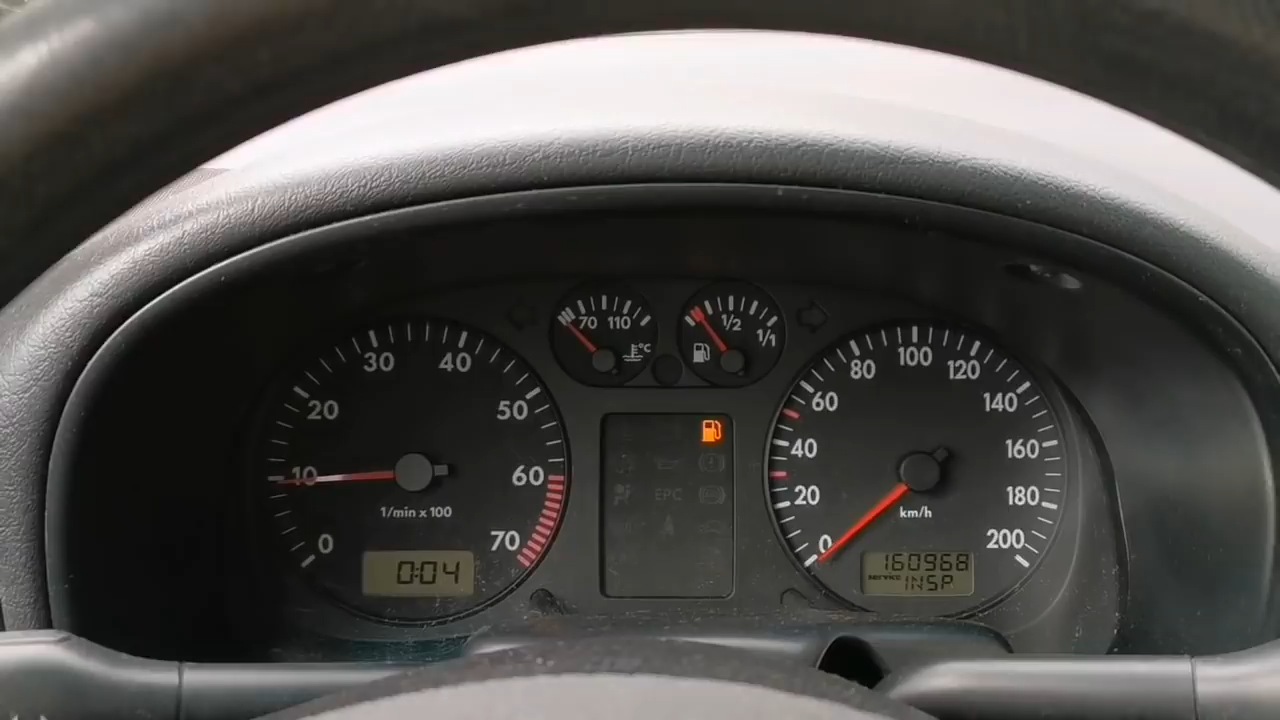 70 110
°C
1/2
1/1
0 10 20 30 40 50 60 70
1/min x 100
0:04
EPC
0 20 40 60 80 100 120 140 160 180 200
km/h
160968
SERVICE INSP